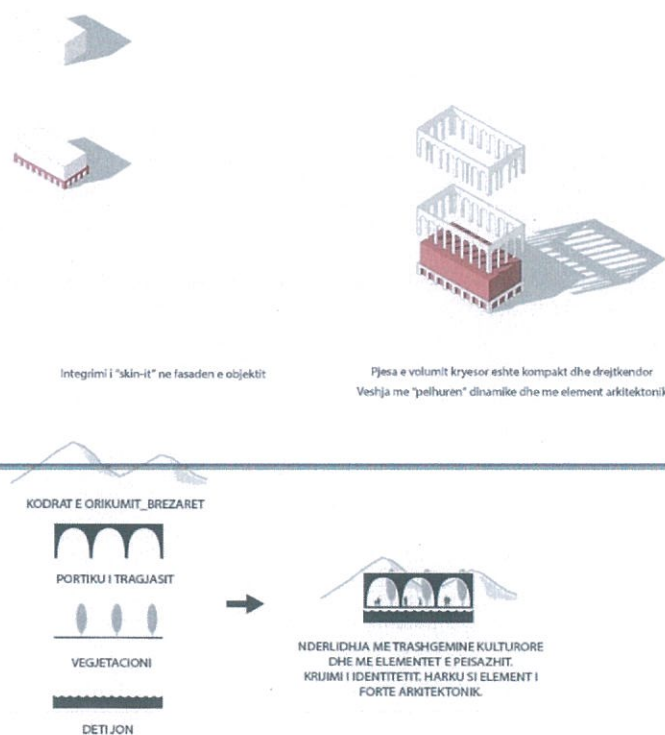 Integrimi i "skin-it" ne fasaden e objektit
Pjesa e volumit kryesor eshte kompakt dhe drejtkendor
Veshja me "pelhuren" dinamike dhe me element arkitektonik
KODRAT E ORIKUMIT_BREZARET
PORTIKU I TRAGJASIT
VEGJETACIONI
DETI JON
NDERLIDHJA ME TRASHGEMINE KULTURORE
DHE ME ELEMENTET E PEISAZHIT.
KRIJIMI I IDENTITETIT. HARKU SI ELEMENT I
FORTE ARKITEKTONIK.